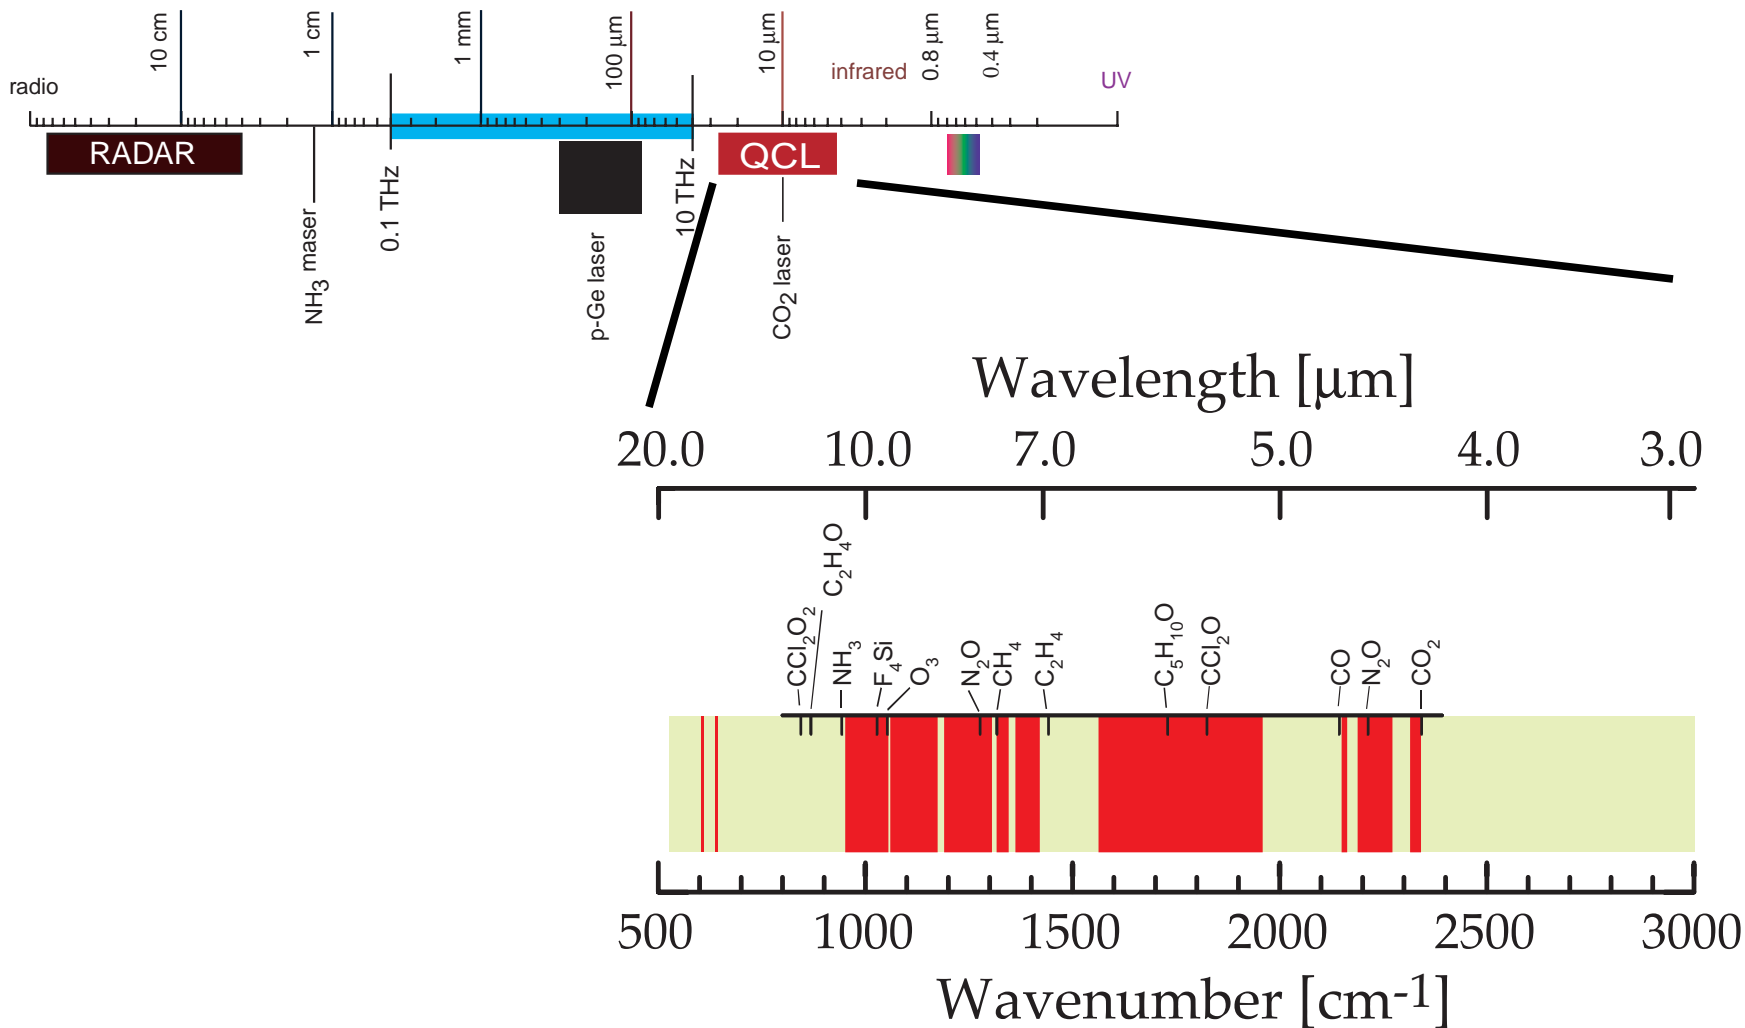 10 cm
1 cm
1 mm
100 µm
10 µm
0.8 µm
0.4 µm
radio
infrared
UV
RADAR
QCL
NH3 maser
0.1 THz
p-Ge laser
10 THz
CO2 laser
Wavelength [µm]
20.0 10.0 7.0 5.0 4.0 3.0
CCl2O2
C2H4O
NH3
F4Si
O3
N2O
CH4
C2H4
C5H10O
CCl2O
CO
N2O
CO2
500 1000 1500 2000 2500 3000
Wavenumber [cm-1]